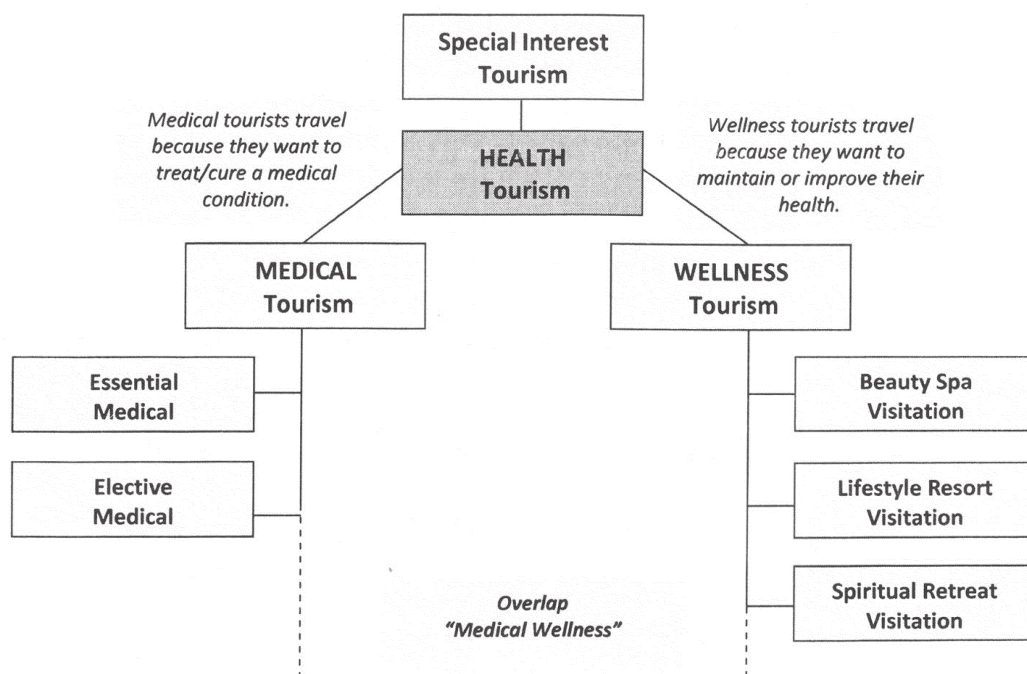 Special Interest
Tourism
Medical tourists travel
because they want to
treat/cure a medical
condition.
HEALTH
Tourism
Wellness tourists travel
because they want to
maintain or improve their
health.
MEDICAL
Tourism
WELLNESS
Tourism
Essential
Medical
Beauty Spa
Visitation
Elective
Medical
Lifestyle Resort
Visitation
Overlap
“Medical Wellness”
Spiritual Retreat
Visitation